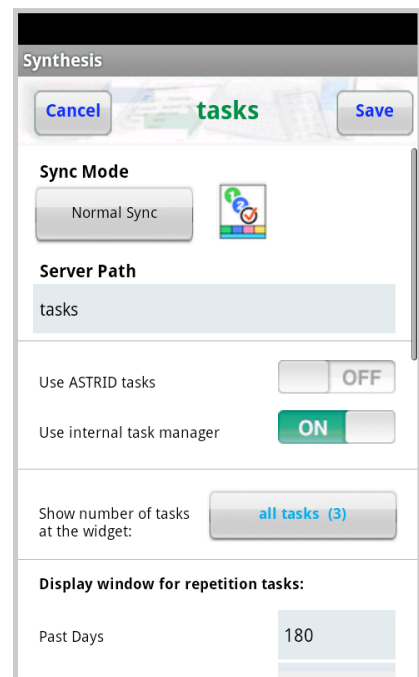 Synthesis
Cancel tasks Save
Sync Mode
Normal Sync
Server Path
tasks
Use ASTRID tasks OFF
Use internal task manager ON
Show number of tasks
at the widget:
all tasks (3)
Display window for repetition tasks:
Past Days 180